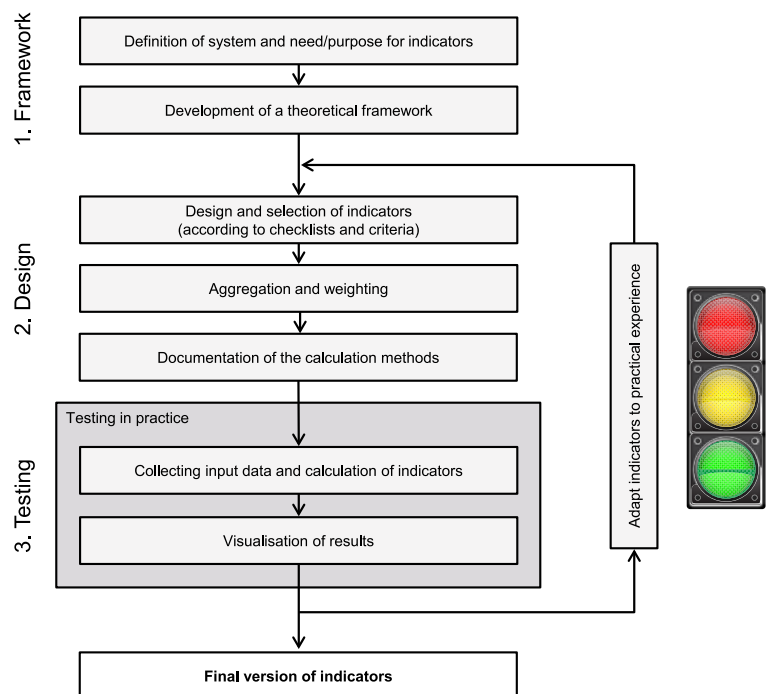 1. Framework
Definition of system and need/purpose for indicators
Development of a theoretical framework
2. Design
Design and selection of indicators
(according to checklists and criteria)
Aggregation and weighting
Documentation of the calculation methods
3. Testing
Testing in practice
Collecting input data and calculation of indicators
Visualisation of results
Adapt indicators to practical experience
Final version of indicators